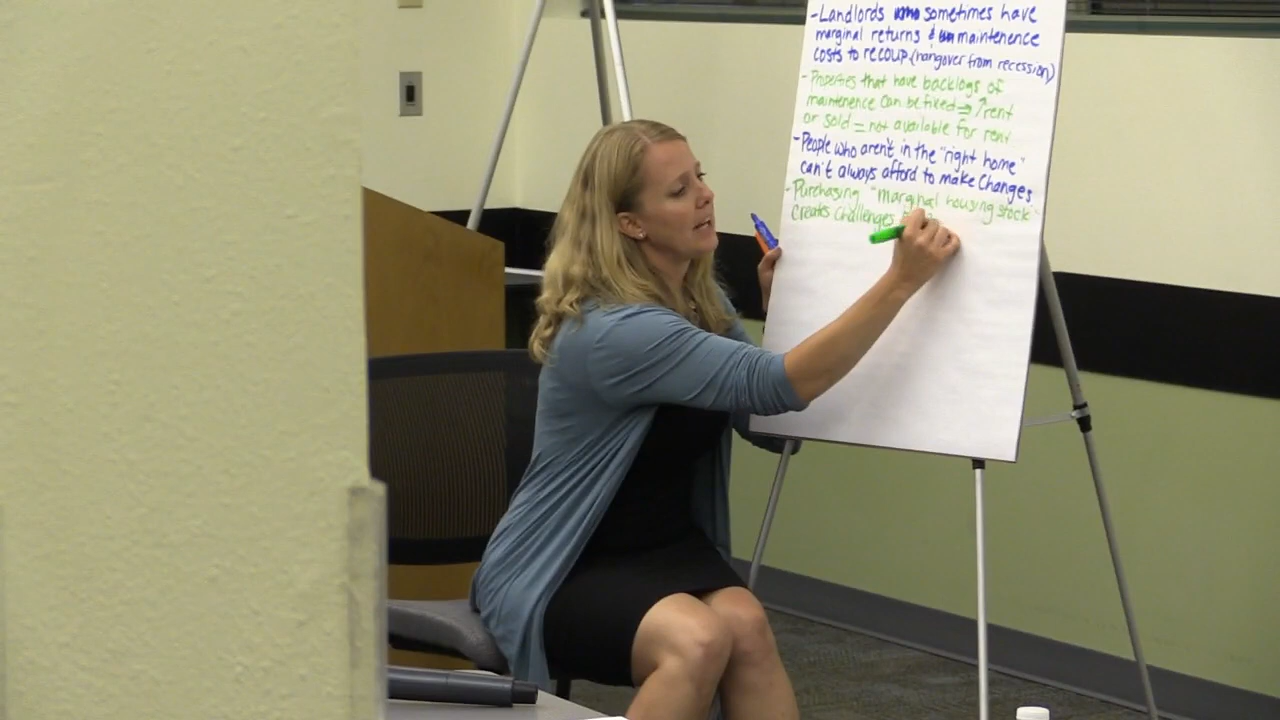 -Landlords who sometimes have
marginal returns & un maintenence
costs to recoup (hangover from recession)
-Properties that have backlogs of
maintenence can be fixed ⇒ ↑rent
or sold = not available for rent
-People who aren't in the "right home"
can't always afford to make changes
-Purchasing "marginal housing stock"
creates challenges